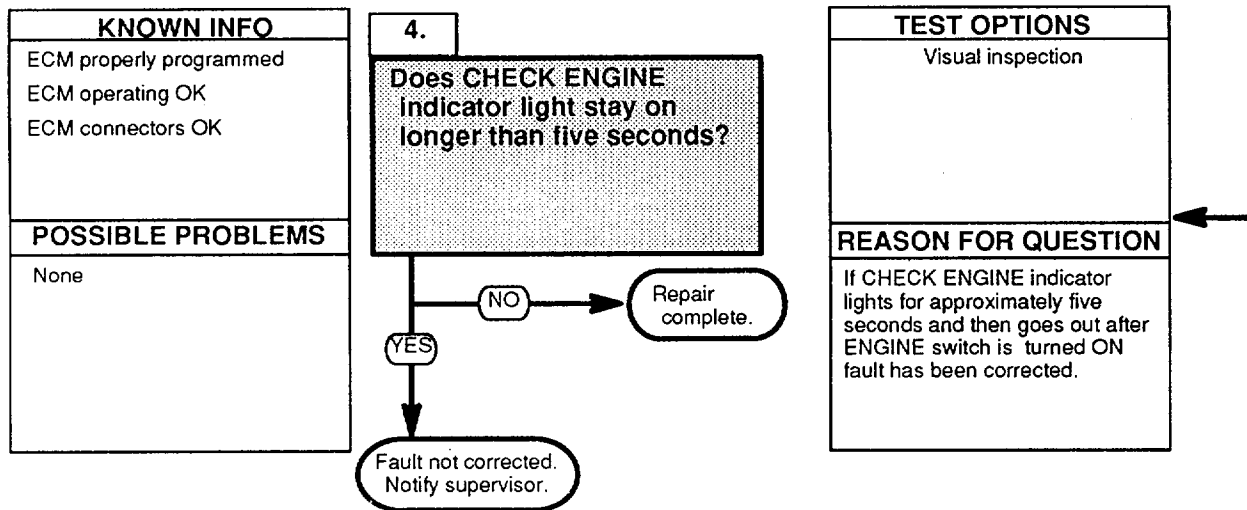 KNOWN INFO
ECM properly programmed
ECM operating OK
ECM connectors OK
POSSIBLE PROBLEMS
None
4.
Does CHECK ENGINE
indicator light stay on
longer than five seconds?
NO
Repair
complete.
YES
Fault not corrected.
Notify supervisor.
TEST OPTIONS
Visual inspection
REASON FOR QUESTION
If CHECK ENGINE indicator
lights for approximately five
seconds and then goes out after
ENGINE switch is turned ON
fault has been corrected.